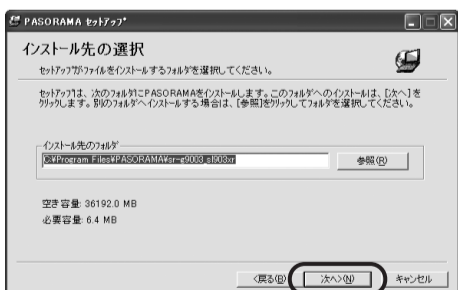 PASORAMA セットアップ
インストール先の選択
セットアップがファイルをインストールするフォルダを選択してください。
セットアップは、次のフォルダにPASORAMAをインストールします。このフォルダへのインストールは、[次へ]を
クリックします。別のフォルダへインストールする場合は、[参照]をクリックしてフォルダを選択してください。
インストール先のフォルダ
C:¥Program Files¥PASORAMA¥sr-g9003_sl903xr
参照(R)
空き容量: 36192.0 MB
必要容量: 6.4 MB
<戻る(B) 次へ>(N) キャンセル